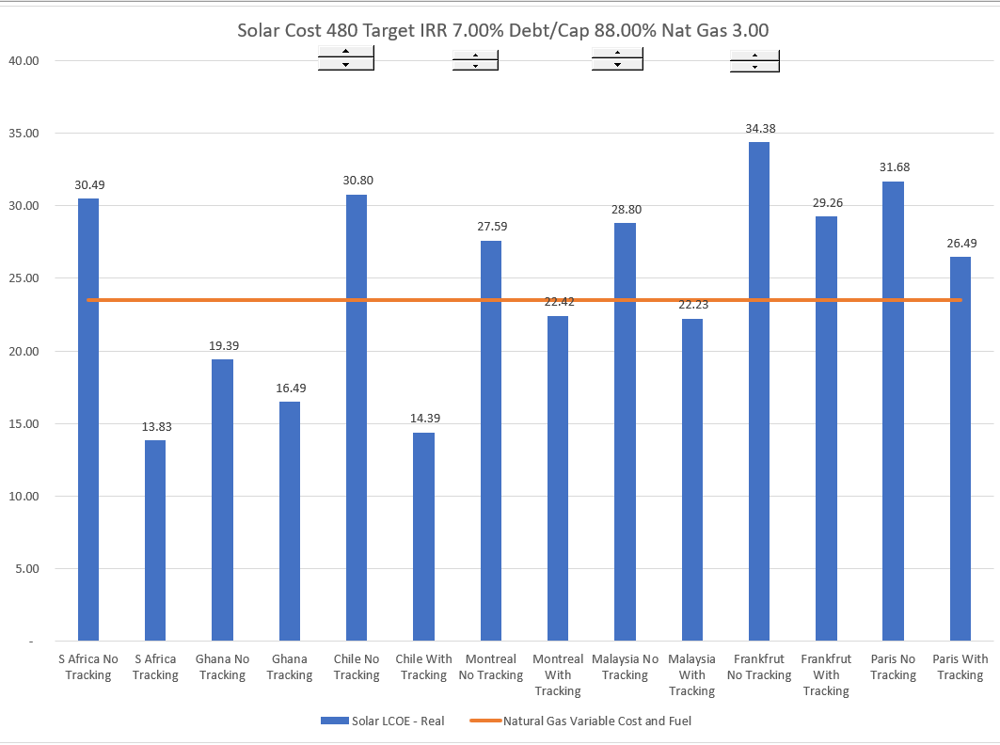 Solar Cost 480 Target IRR 7.00% Debt/Cap 88.00% Nat Gas 3.00
40.00
35.00
30.00
25.00
20.00
15.00
10.00
5.00
-
30.49
13.83
19.39
16.49
30.80
14.39
27.59
22.42
28.80
22.23
34.38
29.26
31.68
26.49
S Africa No
Tracking
S Africa
Tracking
Ghana No
Tracking
Ghana
Tracking
Chile No
Tracking
Chile With
Tracking
Montreal
No Tracking
Montreal
With
Tracking
Malaysia No
Tracking
Malaysia
With
Tracking
Frankfrut
No Tracking
Frankfrut
With
Tracking
Paris No
Tracking
Paris With
Tracking
Solar LCOE - Real
Natural Gas Variable Cost and Fuel